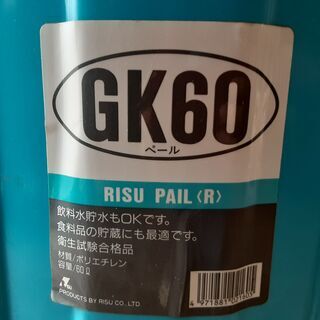 GK60
ペール
RISU PAIL〈R〉
飲料水貯水もOKです。
食料品の貯蔵にも最適です。
衛生試験合格品
材質/ポリエチレン
容量/60ℓ
PRODUCTS BY RISU CO.,LTD